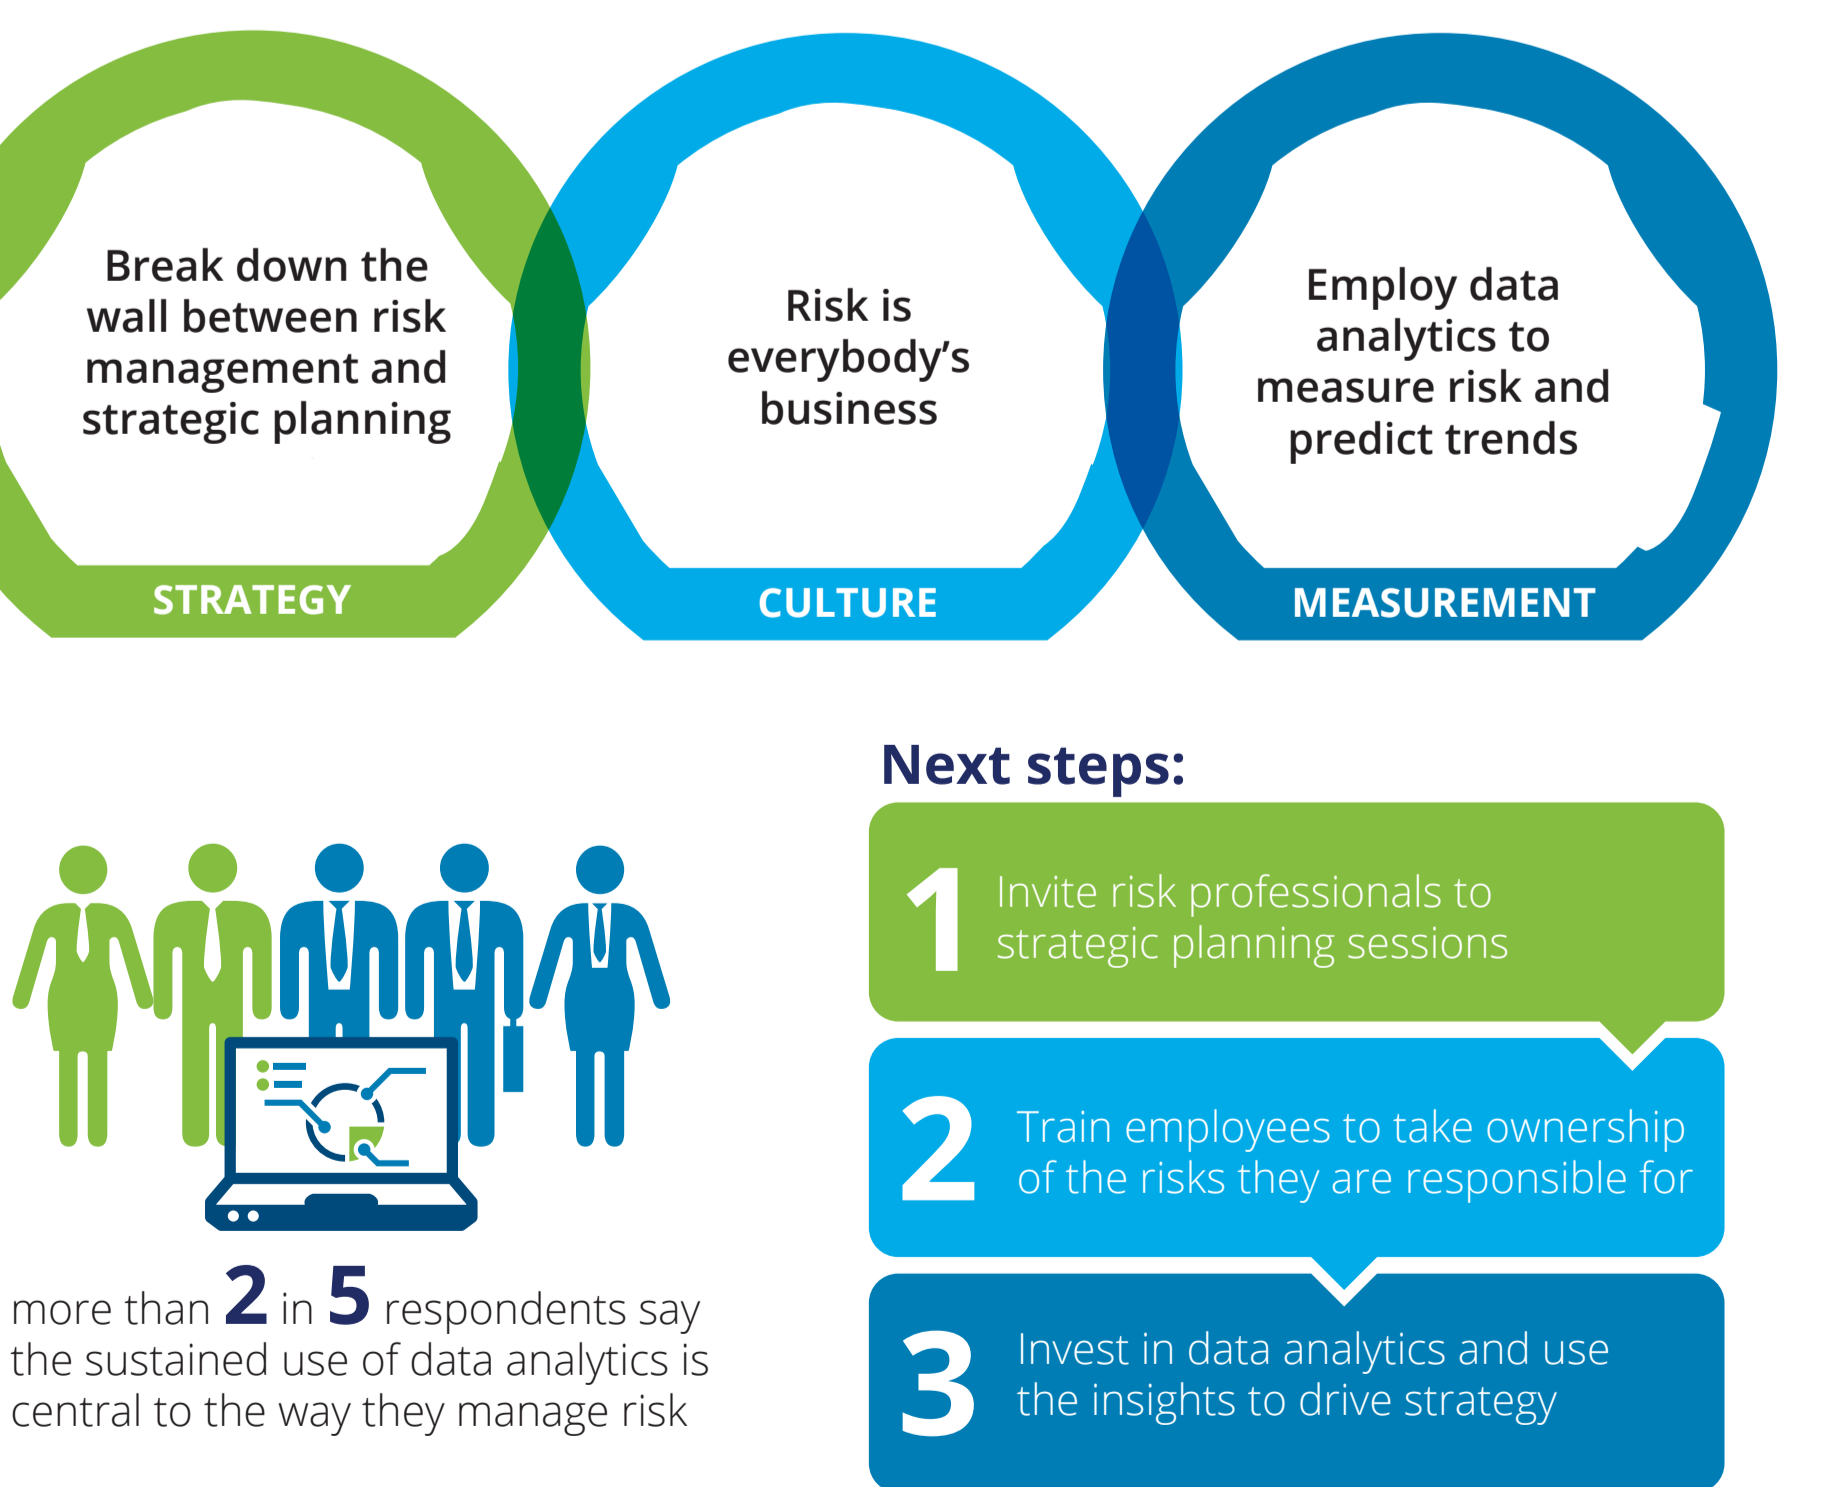 Break down the
wall between risk
management and
strategic planning
STRATEGY
Risk is
everybody's
business
CULTURE
Employ data
analytics to
measure risk and
predict trends
MEASUREMENT
more than 2 in 5 respondents say
the sustained use of data analytics is
central to the way they manage risk
Next steps:
1 Invite risk professionals to
strategic planning sessions
2 Train employees to take ownership
of the risks they are responsible for
3 Invest in data analytics and use
the insights to drive strategy